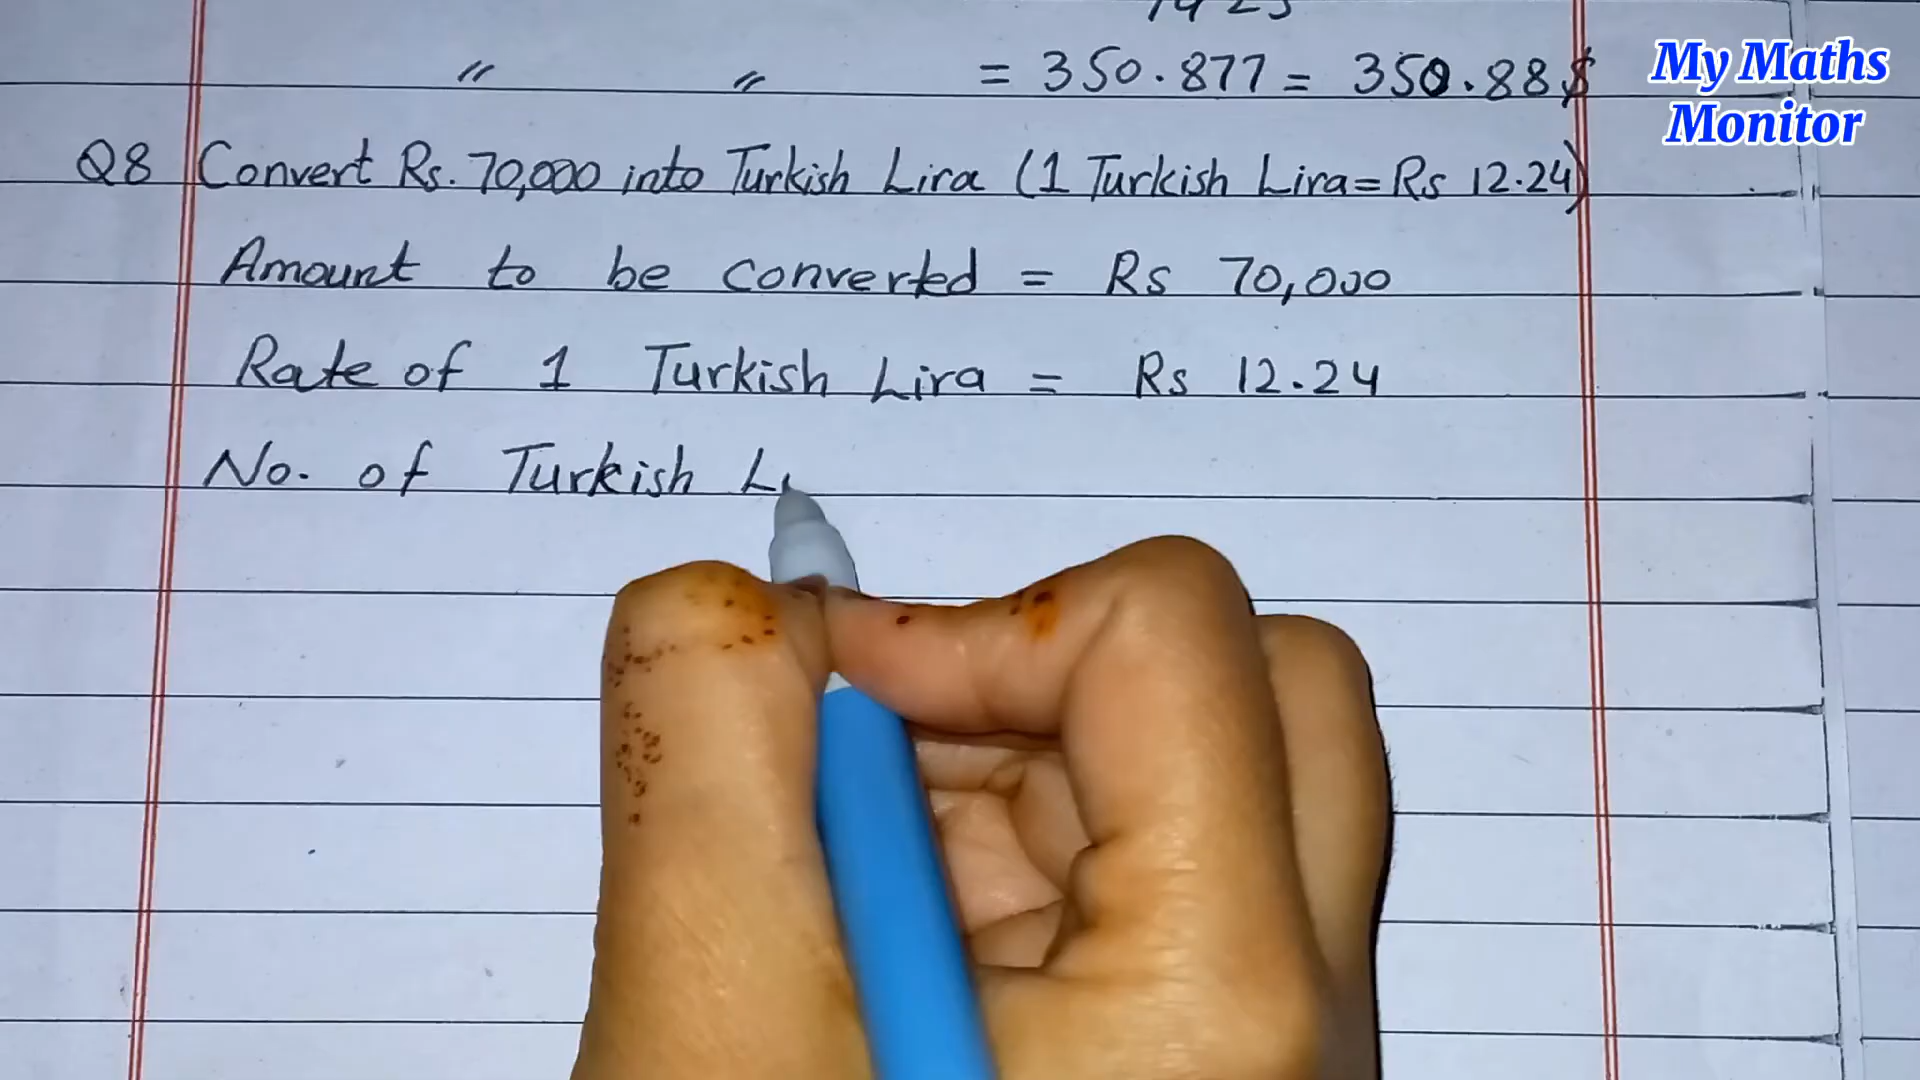 = 350.877 = 350.88$
My Maths
Monitor
Q8 Convert Rs. 70,000 into Turkish Lira (1 Turkish Lira = Rs 12.24)
Amount to be converted = Rs 70,000
Rate of 1 Turkish Lira = Rs 12.24
No. of Turkish